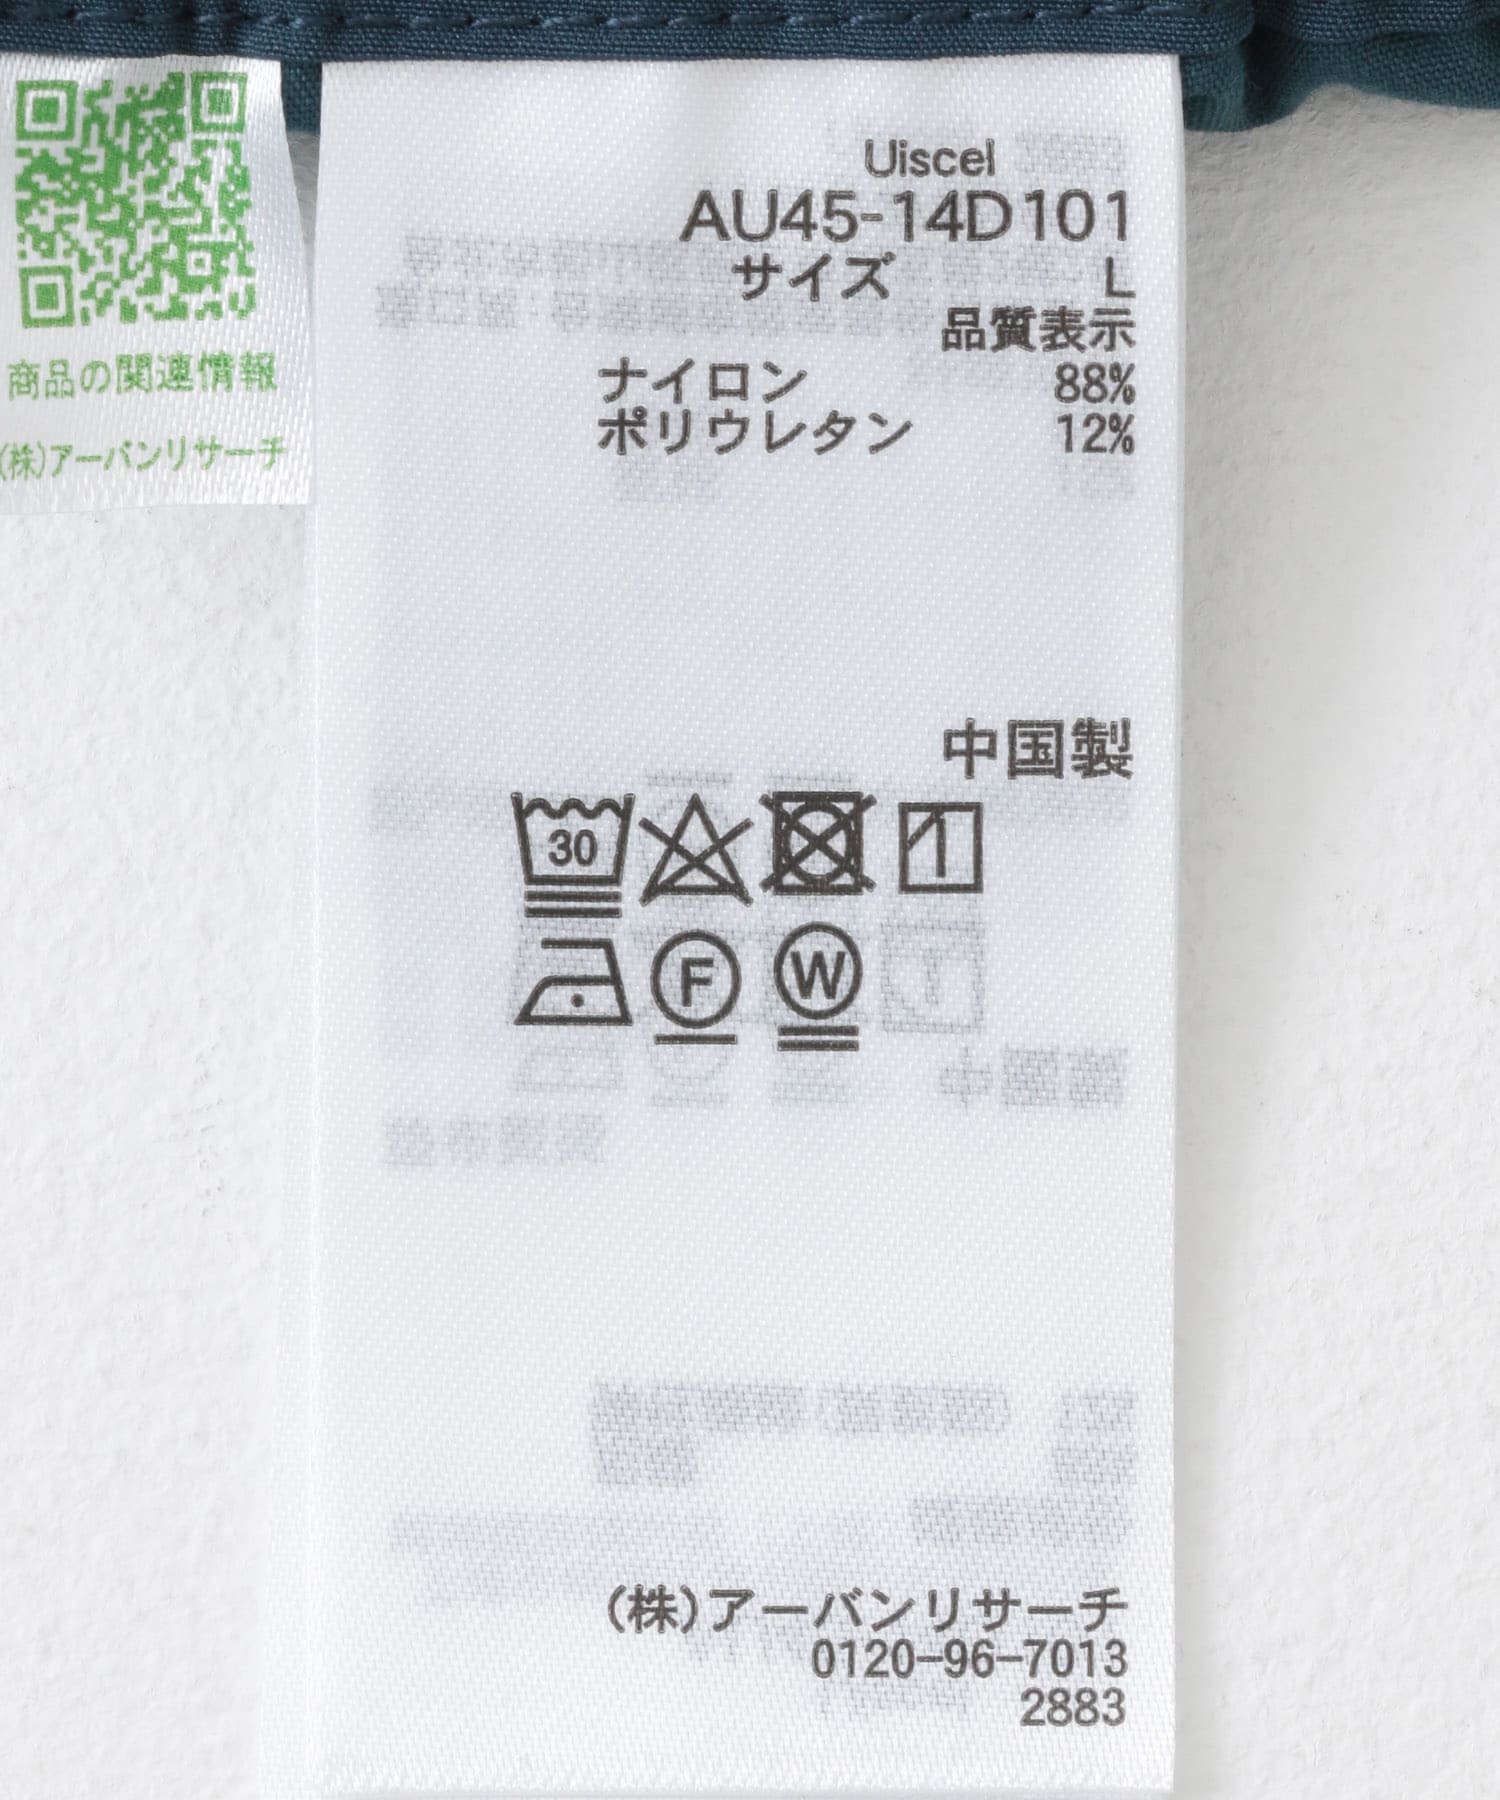 商品の関連情報
(株)アーバンリサーチ
Uiscel
AU45-14D101
サイズ L
品質表示
ナイロン 88%
ポリウレタン 12%
中国製
30
F W
(株)アーバンリサーチ
0120-96-7013
2883